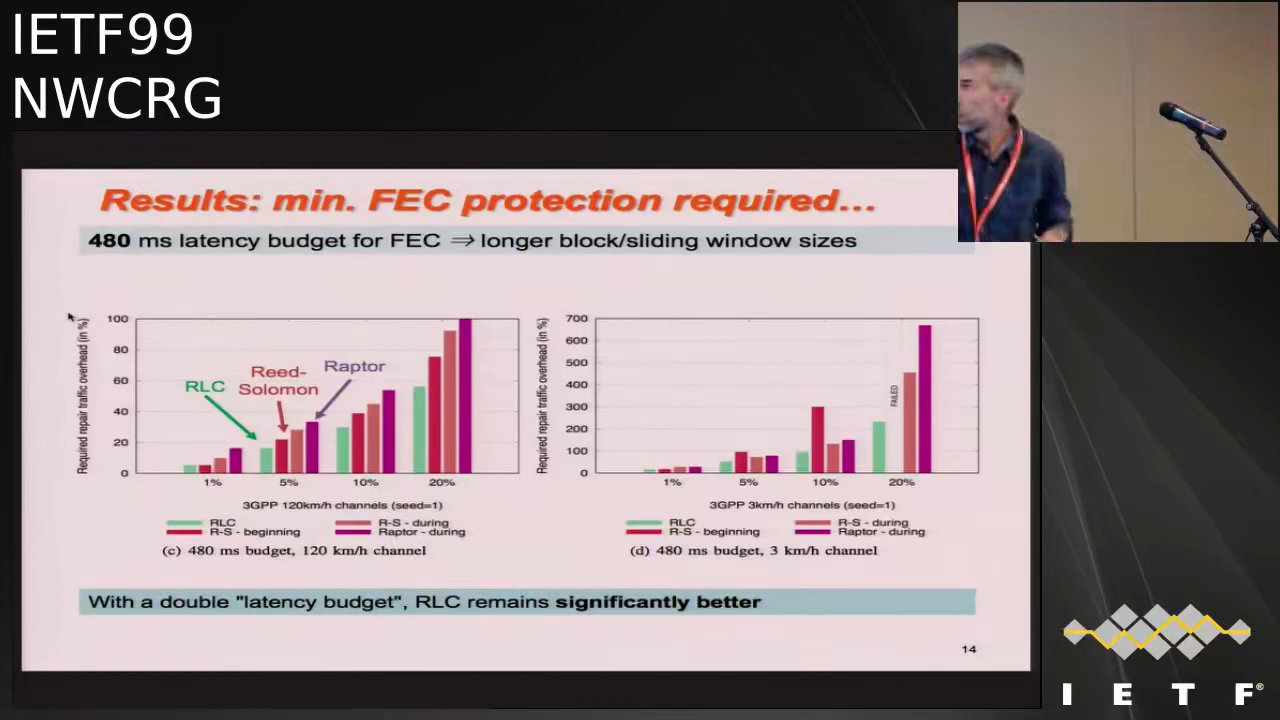 IETF99
NWCRG
Results: min. FEC protection required...
480 ms latency budget for FEC ⇒ longer block/sliding window sizes
Required repair traffic overhead (in %)
100
80
60
40
20
0
RLC
Reed-
Solomon
Raptor
1%
5%
10%
20%
3GPP 120km/h channels (seed=1)
RLC
R-S - beginning
R-S - during
Raptor - during
(c) 480 ms budget, 120 km/h channel
Required repair traffic overhead (in %)
700
600
500
400
300
200
100
0
FAILED
1%
5%
10%
20%
3GPP 3km/h channels (seed=1)
RLC
R-S - beginning
R-S - during
Raptor - during
(d) 480 ms budget, 3 km/h channel
With a double "latency budget", RLC remains significantly better
14
I E T F®